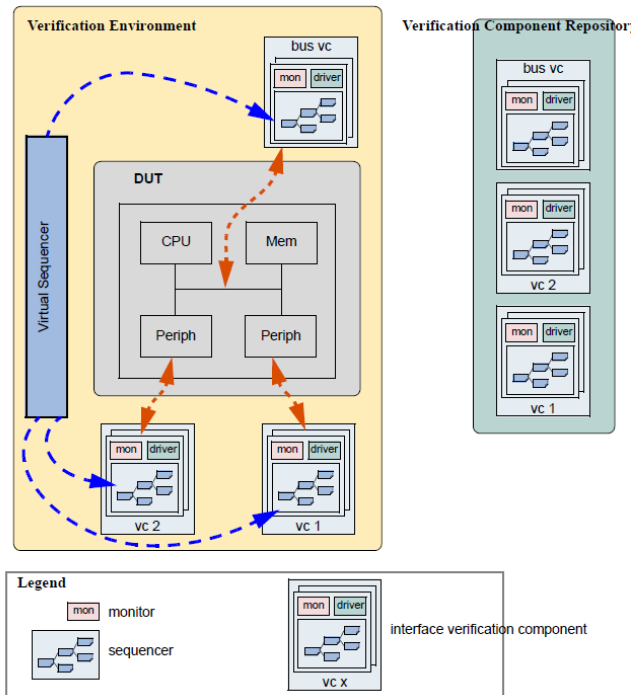 Verification Environment
bus vc
mon driver
Virtual Sequencer
DUT
CPU Mem
Periph Periph
mon driver
vc 2
mon driver
vc 1
Verification Component Repository
bus vc
mon driver
mon driver
vc 2
mon driver
vc 1
Legend
mon monitor
sequencer
mon driver
vc x
interface verification component